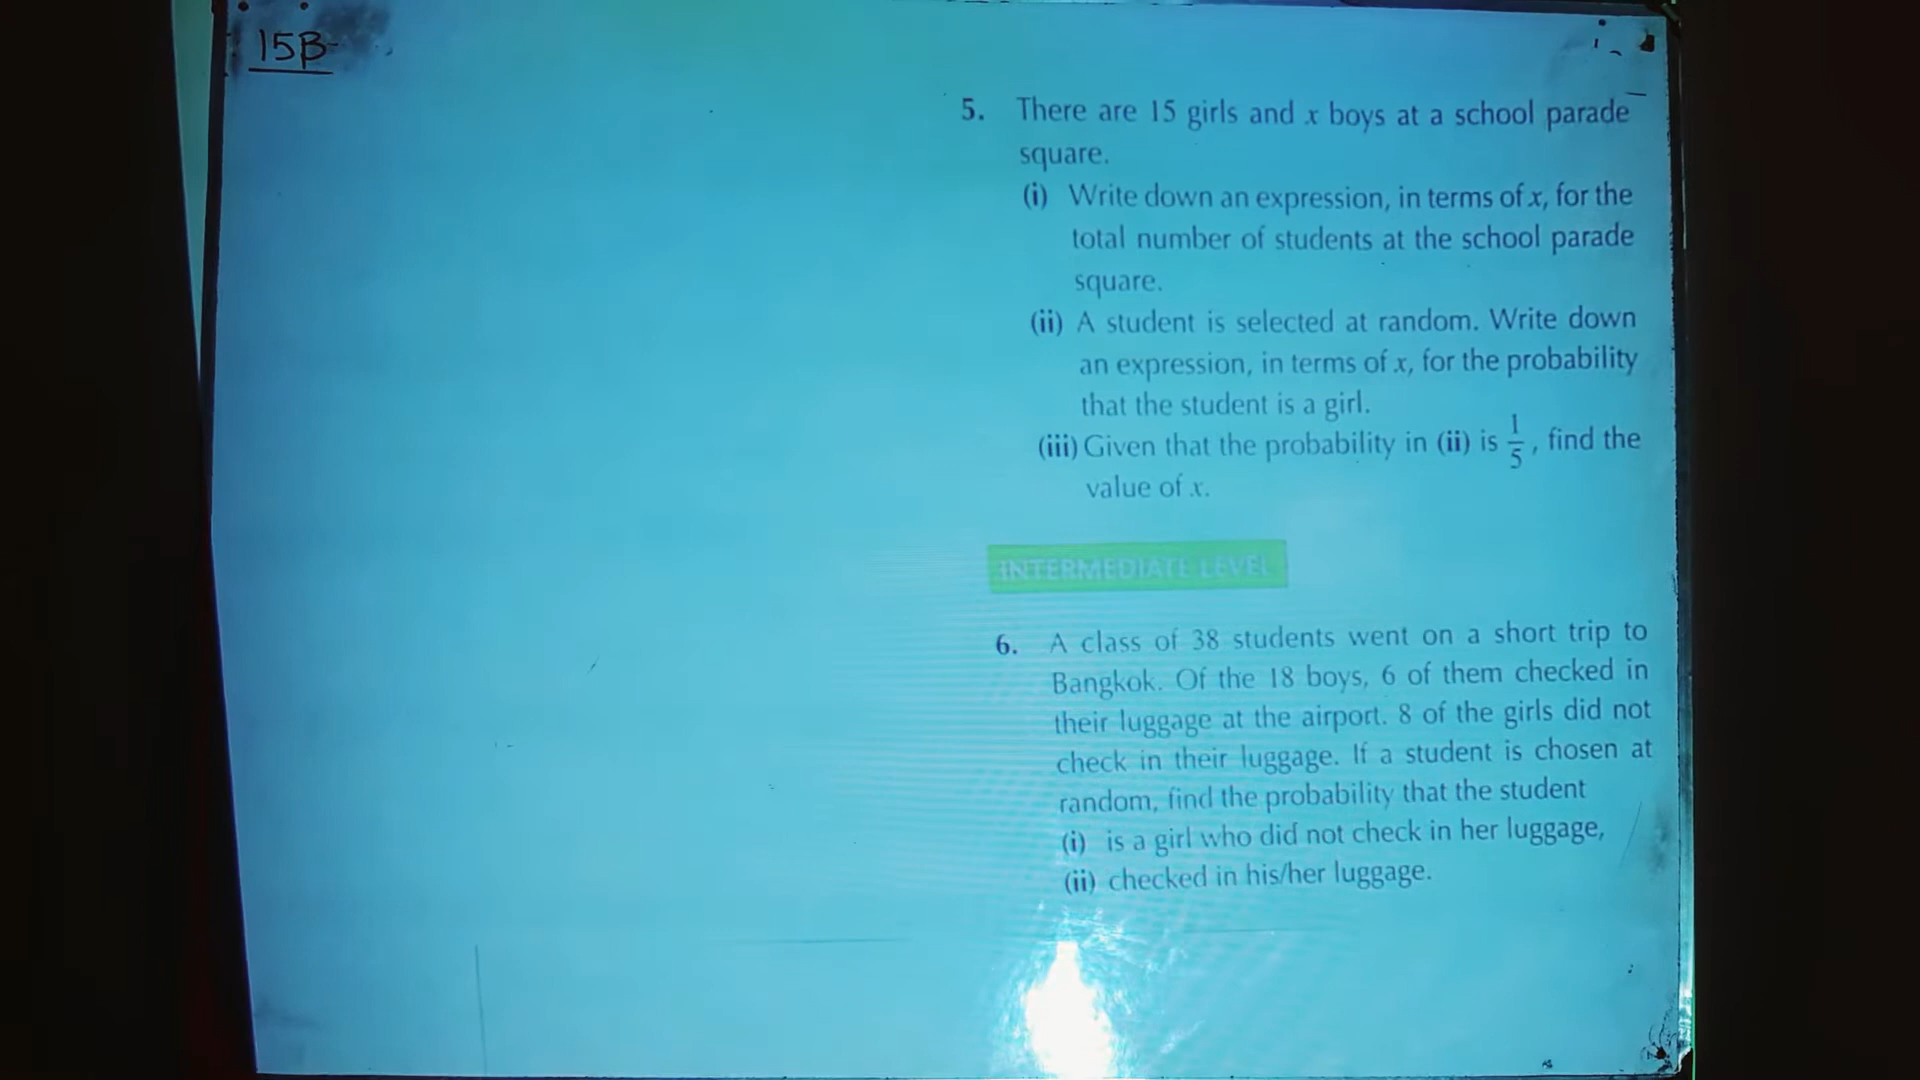 15B
5. There are 15 girls and x boys at a school parade
square.
(i) Write down an expression, in terms of x, for the
total number of students at the school parade
square.
(ii) A student is selected at random. Write down
an expression, in terms of x, for the probability
that the student is a girl.
(iii) Given that the probability in (ii) is 1/5, find the
value of x.
INTERMEDIATE LEVEL
6. A class of 38 students went on a short trip to
Bangkok. Of the 18 boys, 6 of them checked in
their luggage at the airport. 8 of the girls did not
check in their luggage. If a student is chosen at
random, find the probability that the student
(i) is a girl who did not check in her luggage,
(ii) checked in his/her luggage.